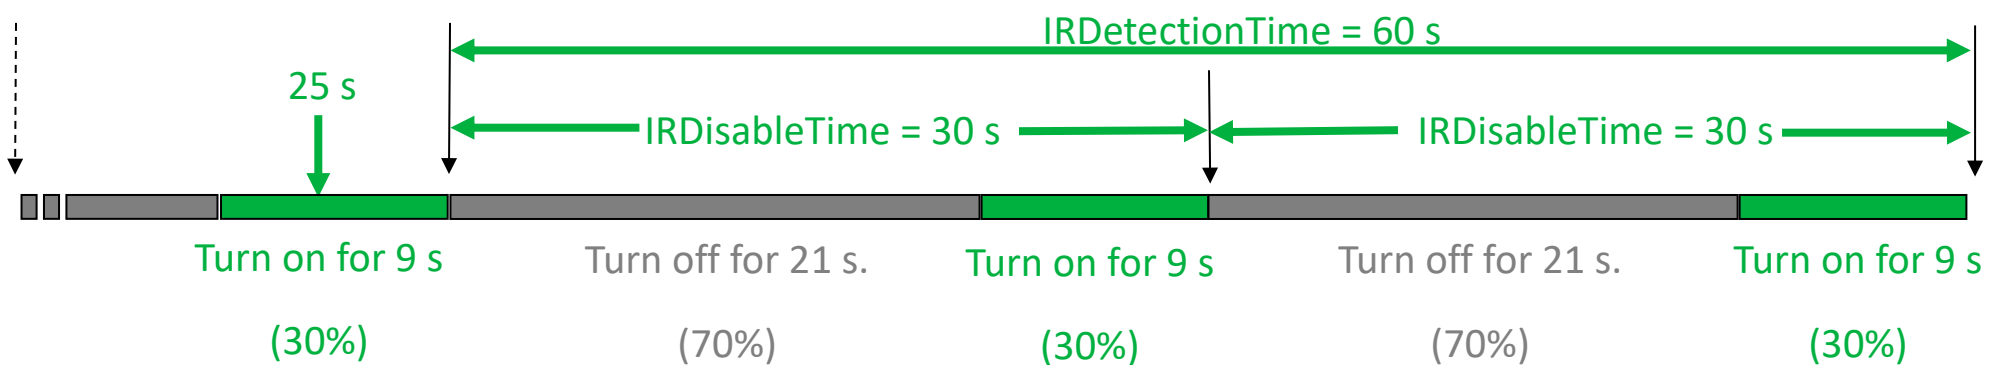 IRDetectionTime = 60 s
25 s
IRDisableTime = 30 s
IRDisableTime = 30 s
Turn on for 9 s
Turn off for 21 s.
Turn on for 9 s
Turn off for 21 s.
Turn on for 9 s
(30%)
(70%)
(30%)
(70%)
(30%)